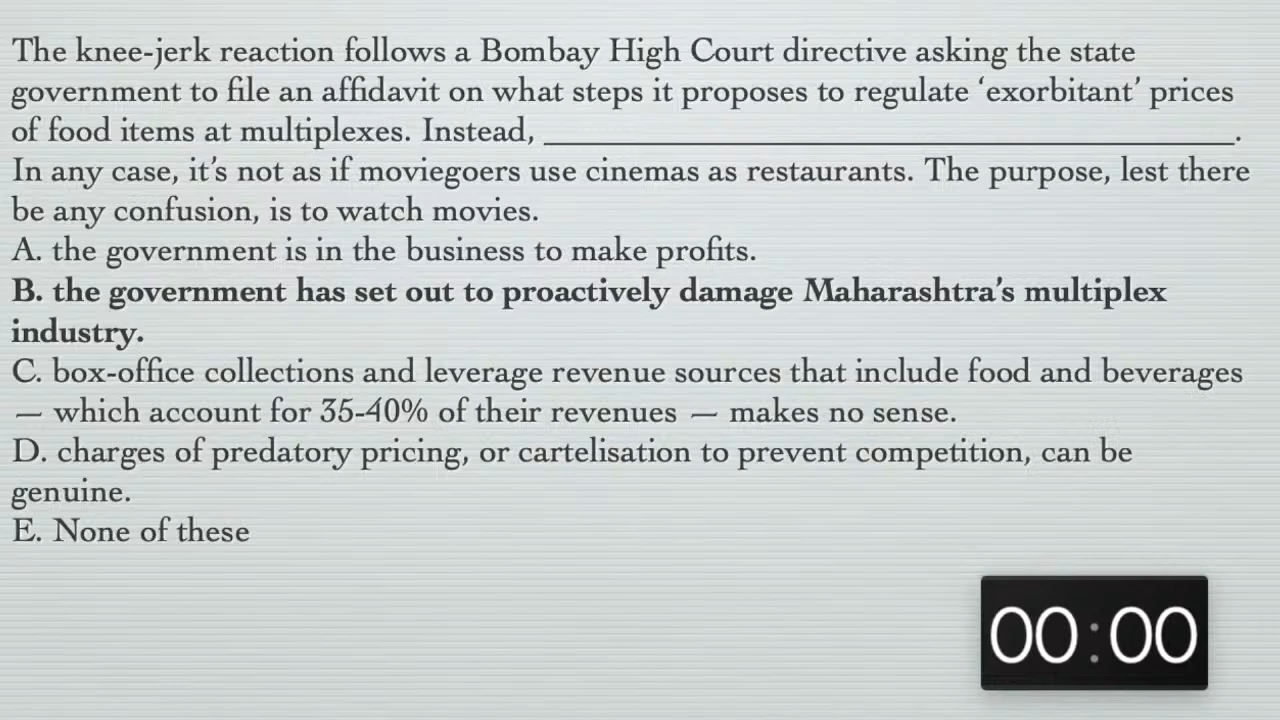 The knee-jerk reaction follows a Bombay High Court directive asking the state
government to file an affidavit on what steps it proposes to regulate ‘exorbitant’ prices
of food items at multiplexes. Instead, ________________________________________.
In any case, it’s not as if moviegoers use cinemas as restaurants. The purpose, lest there
be any confusion, is to watch movies.
A. the government is in the business to make profits.
B. the government has set out to proactively damage Maharashtra’s multiplex
industry.
C. box-office collections and leverage revenue sources that include food and beverages
— which account for 35-40% of their revenues — makes no sense.
D. charges of predatory pricing, or cartelisation to prevent competition, can be
genuine.
E. None of these
00:00